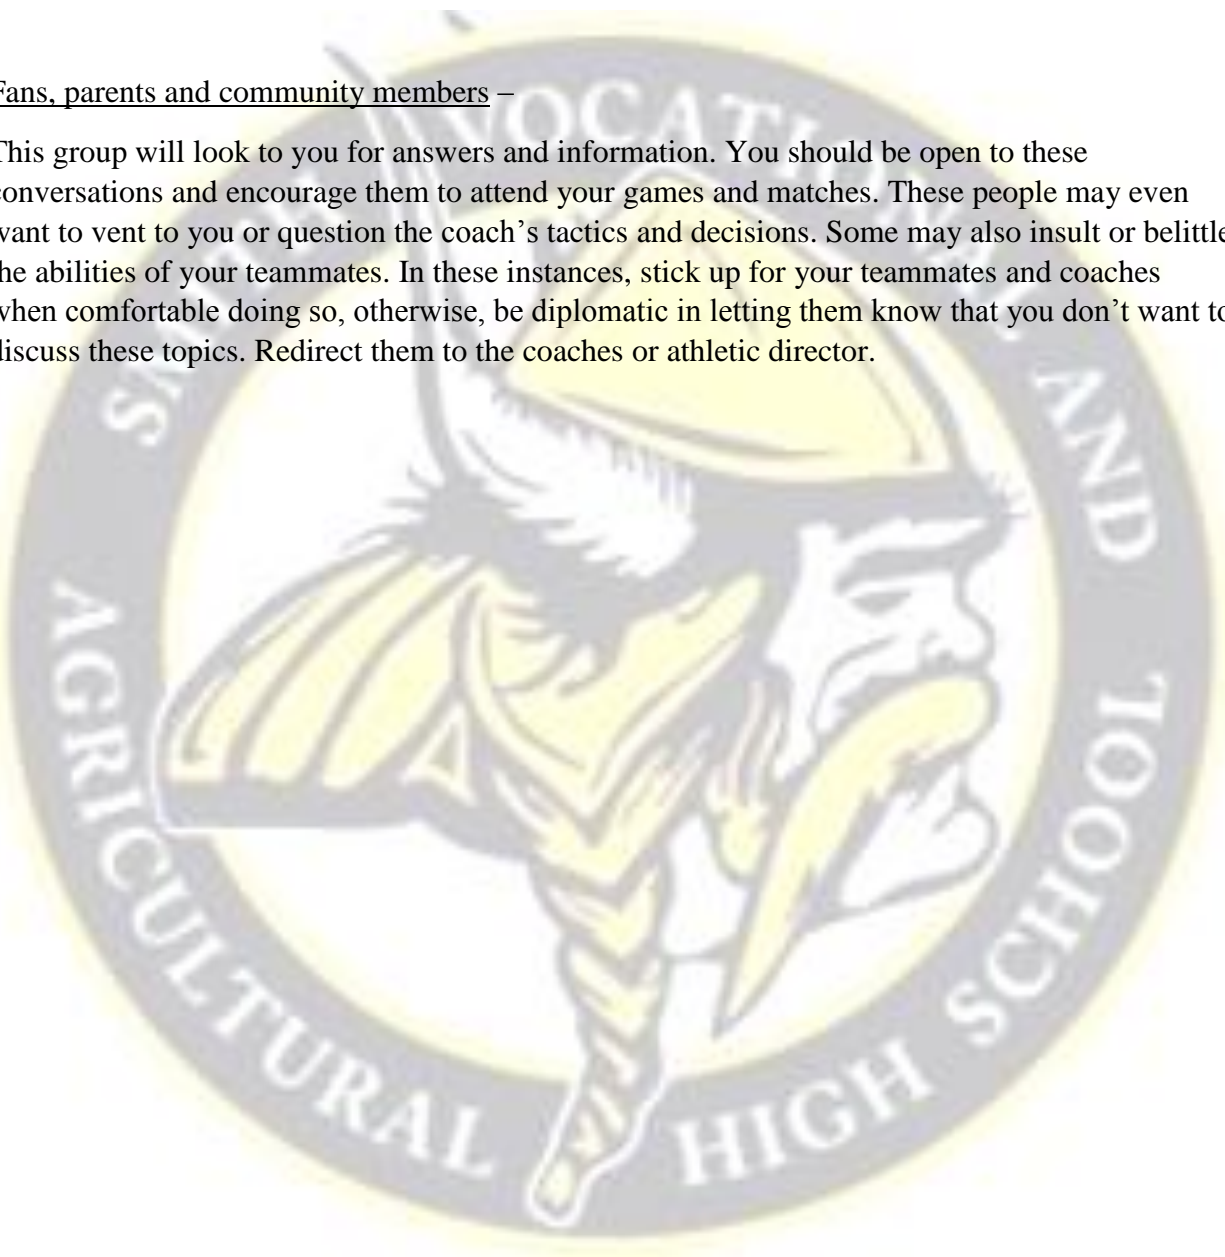 Fans, parents and community members –
This group will look to you for answers and information. You should be open to these
conversations and encourage them to attend your games and matches. These people may even
want to vent to you or question the coach’s tactics and decisions. Some may also insult or belittle
the abilities of your teammates. In these instances, stick up for your teammates and coaches
when comfortable doing so, otherwise, be diplomatic in letting them know that you don’t want to
discuss these topics. Redirect them to the coaches or athletic director.
VOCATIONAL AND
AGRICULTURAL HIGH SCHOOL